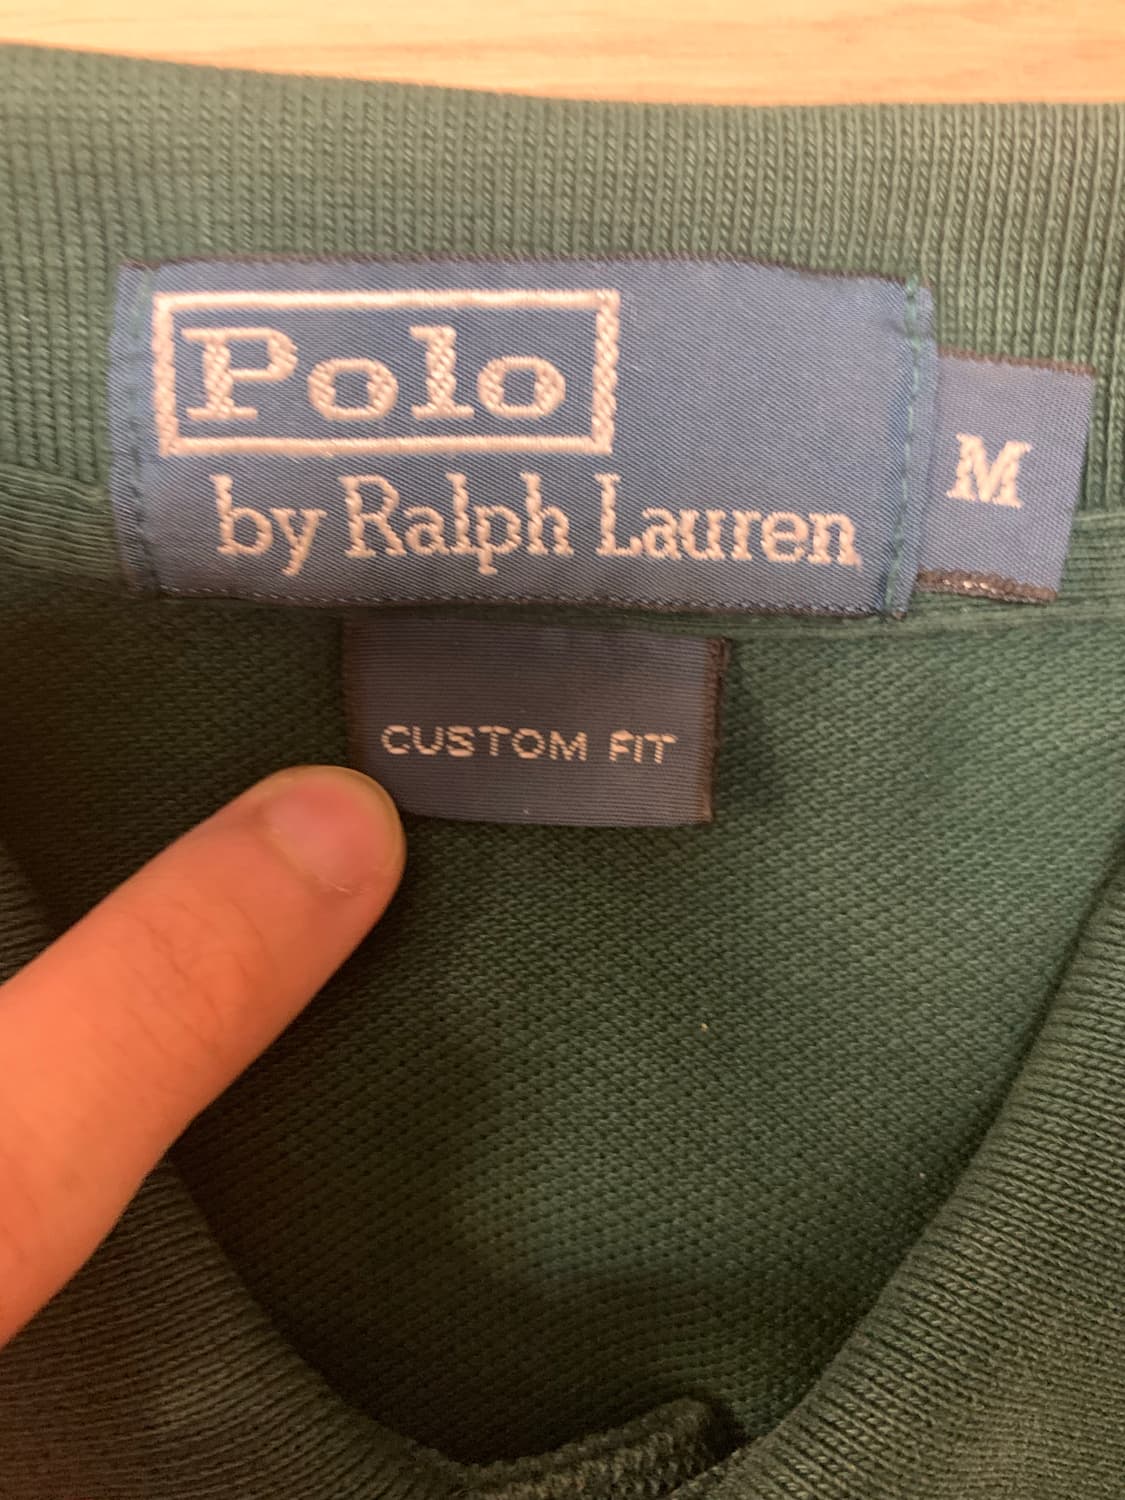 Polo
by Ralph Lauren
M
CUSTOM FIT